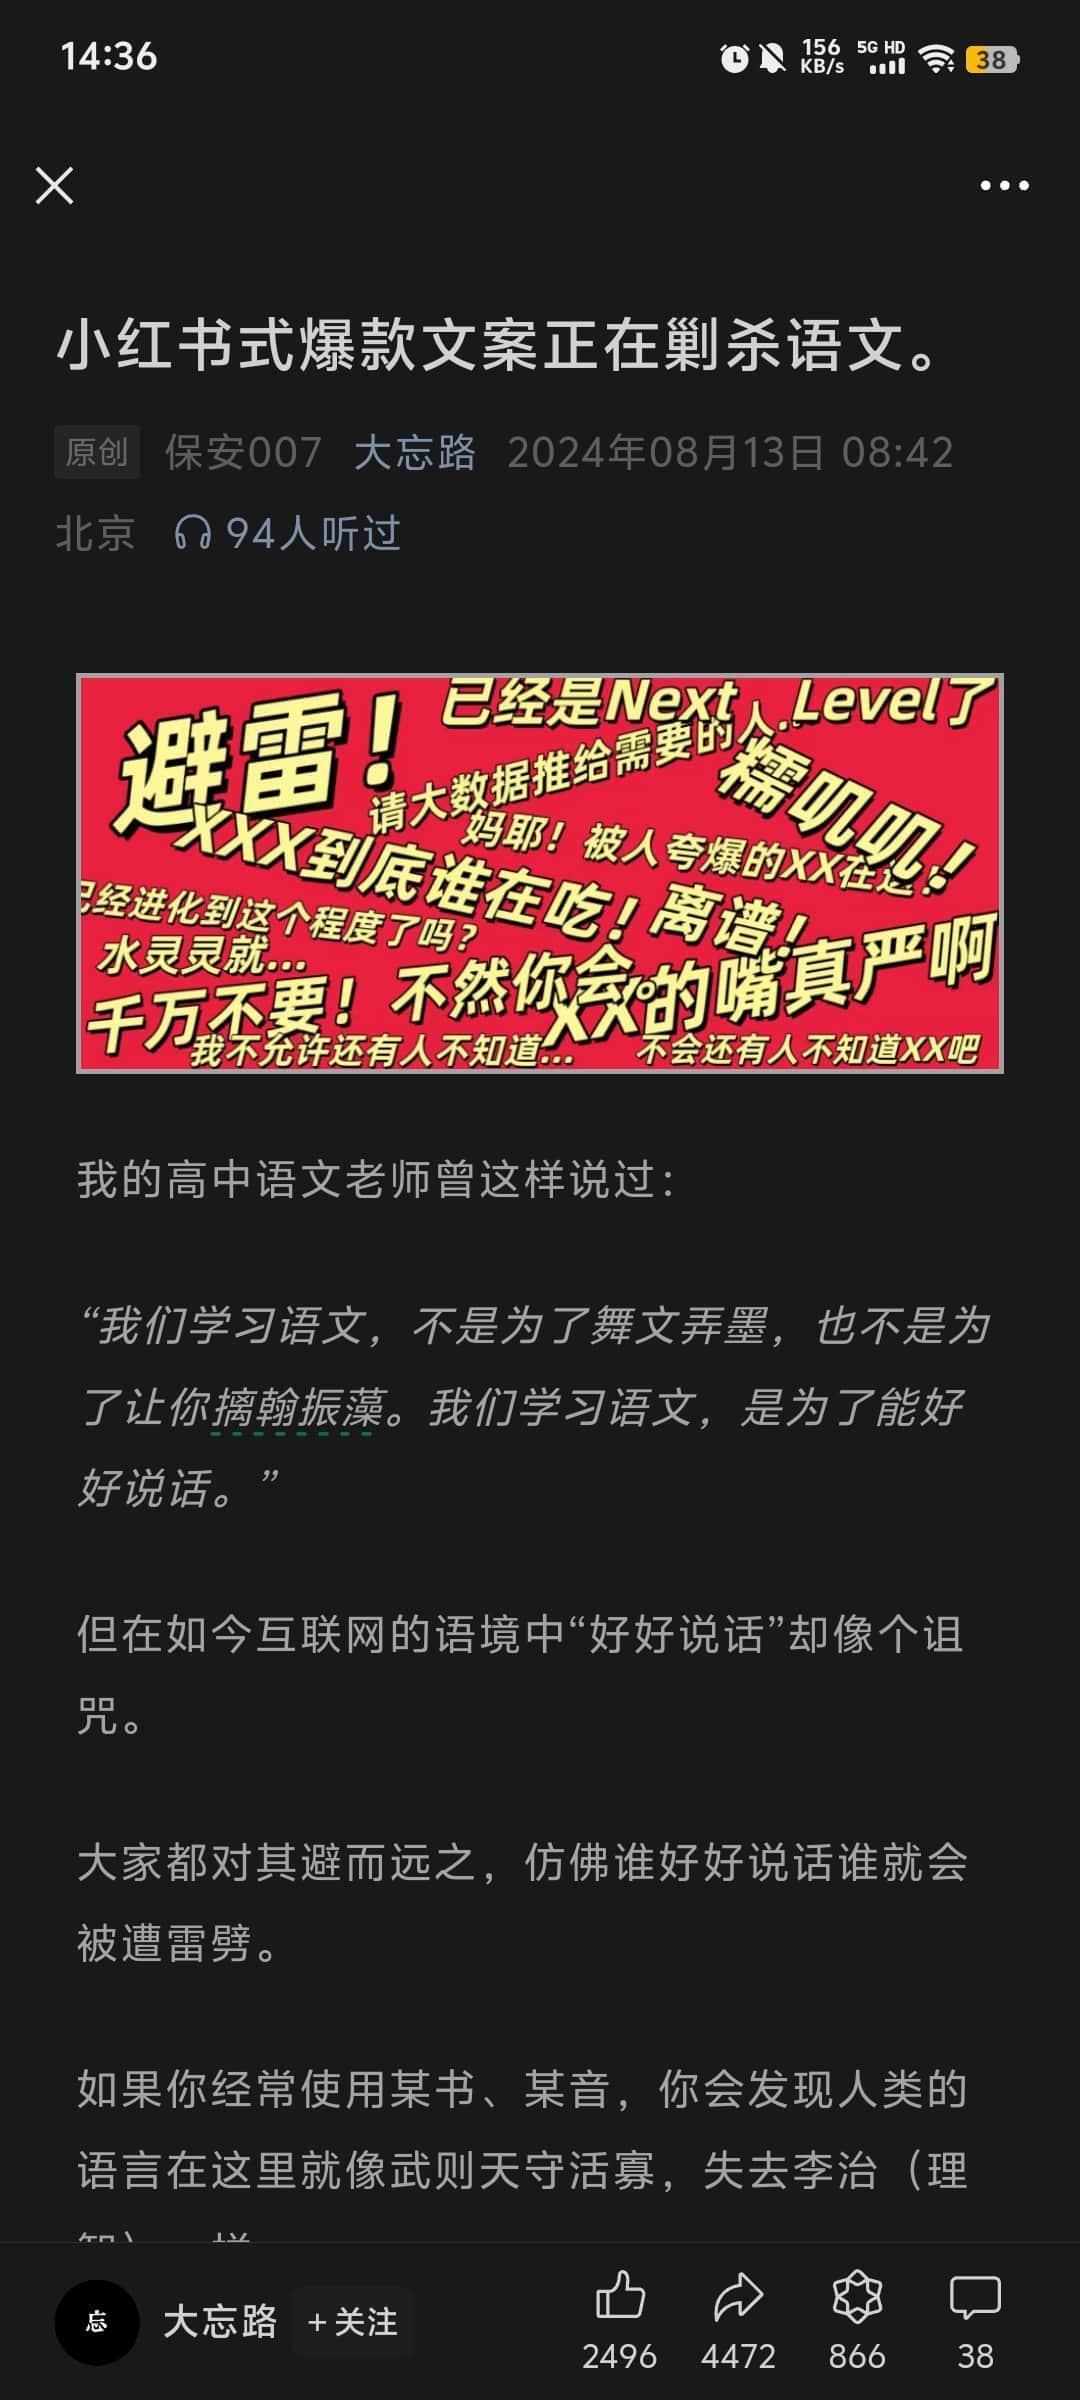 14:36
156
KB/s
5G HD
38
小红书式爆款文案正在剿杀语文。
原创 保安007 大忘路 2024年08月13日 08:42
北京 94人听过
已经是Next Level了
避雷！
请大数据推给需要的人..
糯叽叽！
妈耶！被人夸爆的XX在这！
XXX到底谁在吃！
离谱！
已经进化到这个程度了吗？
水灵灵就...
千万不要！不然你会。
XX的嘴真严啊
我不允许还有人不知道...
不会还有人不知道XX吧
我的高中语文老师曾这样说过：
“我们学习语文，不是为了舞文弄墨，也不是为
了让你摛翰振藻。我们学习语文，是为了能好
好说话。”
但在如今互联网的语境中“好好说话”却像个诅
咒。
大家都对其避而远之，仿佛谁好好说话谁就会
被遭雷劈。
如果你经常使用某书、某音，你会发现人类的
语言在这里就像武则天守活寡，失去李治（理
忘 大忘路 +关注
2496 4472 866 38